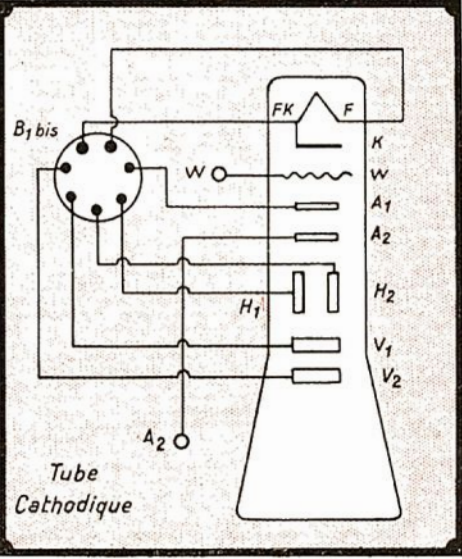 B₁ bis
FK F
K
W W
A₁
A₂
H₁ H₂
V₁
V₂
A₂
Tube
Cathodique